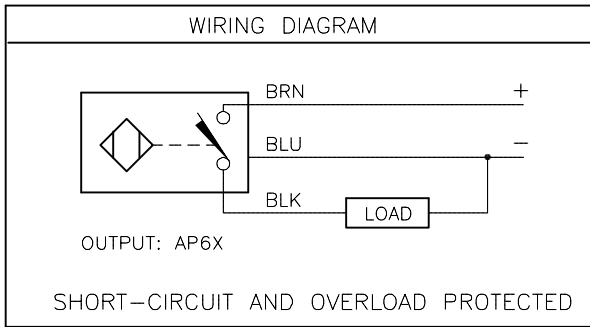 WIRING DIAGRAM
BRN +
BLU −
BLK
LOAD
OUTPUT: AP6X
SHORT-CIRCUIT AND OVERLOAD PROTECTED